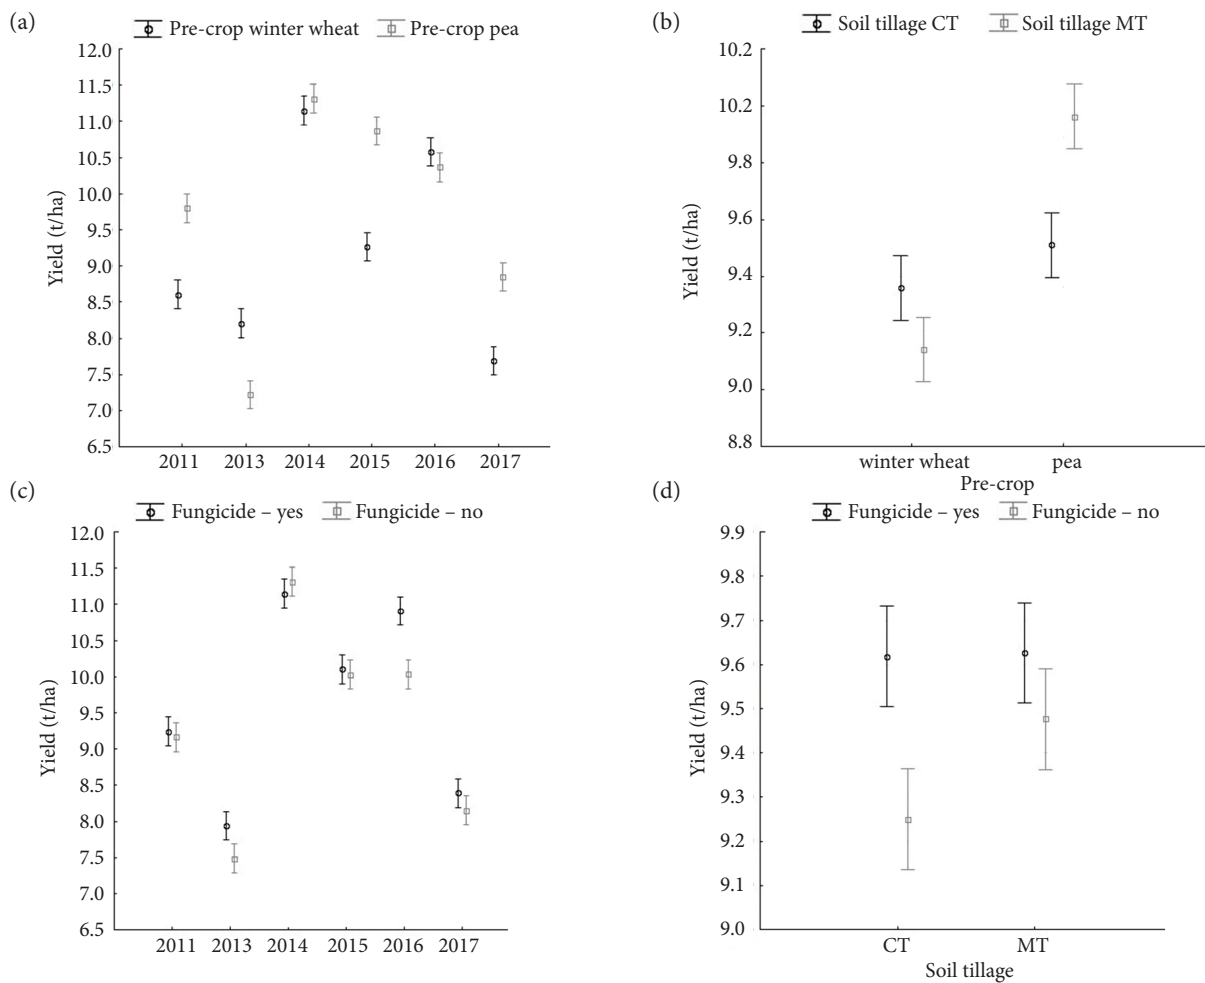 (a)
Pre-crop winter wheat Pre-crop pea
12.0
11.5
11.0
10.5
10.0
9.5
9.0
8.5
8.0
7.5
7.0
6.5
Yield (t/ha)
2011 2013 2014 2015 2016 2017
(b)
Soil tillage CT Soil tillage MT
10.2
10.2
9.8
9.6
9.4
9.2
9.0
8.8
Yield (t/ha)
winter wheat pea
Pre-crop
(c)
Fungicide – yes Fungicide – no
12.0
11.5
11.0
10.5
10.0
9.5
9.0
8.5
8.0
7.5
7.0
6.5
Yield (t/ha)
2011 2013 2014 2015 2016 2017
(d)
Fungicide – yes Fungicide – no
9.9
9.8
9.7
9.6
9.5
9.4
9.3
9.2
9.1
9.0
Yield (t/ha)
CT MT
Soil tillage